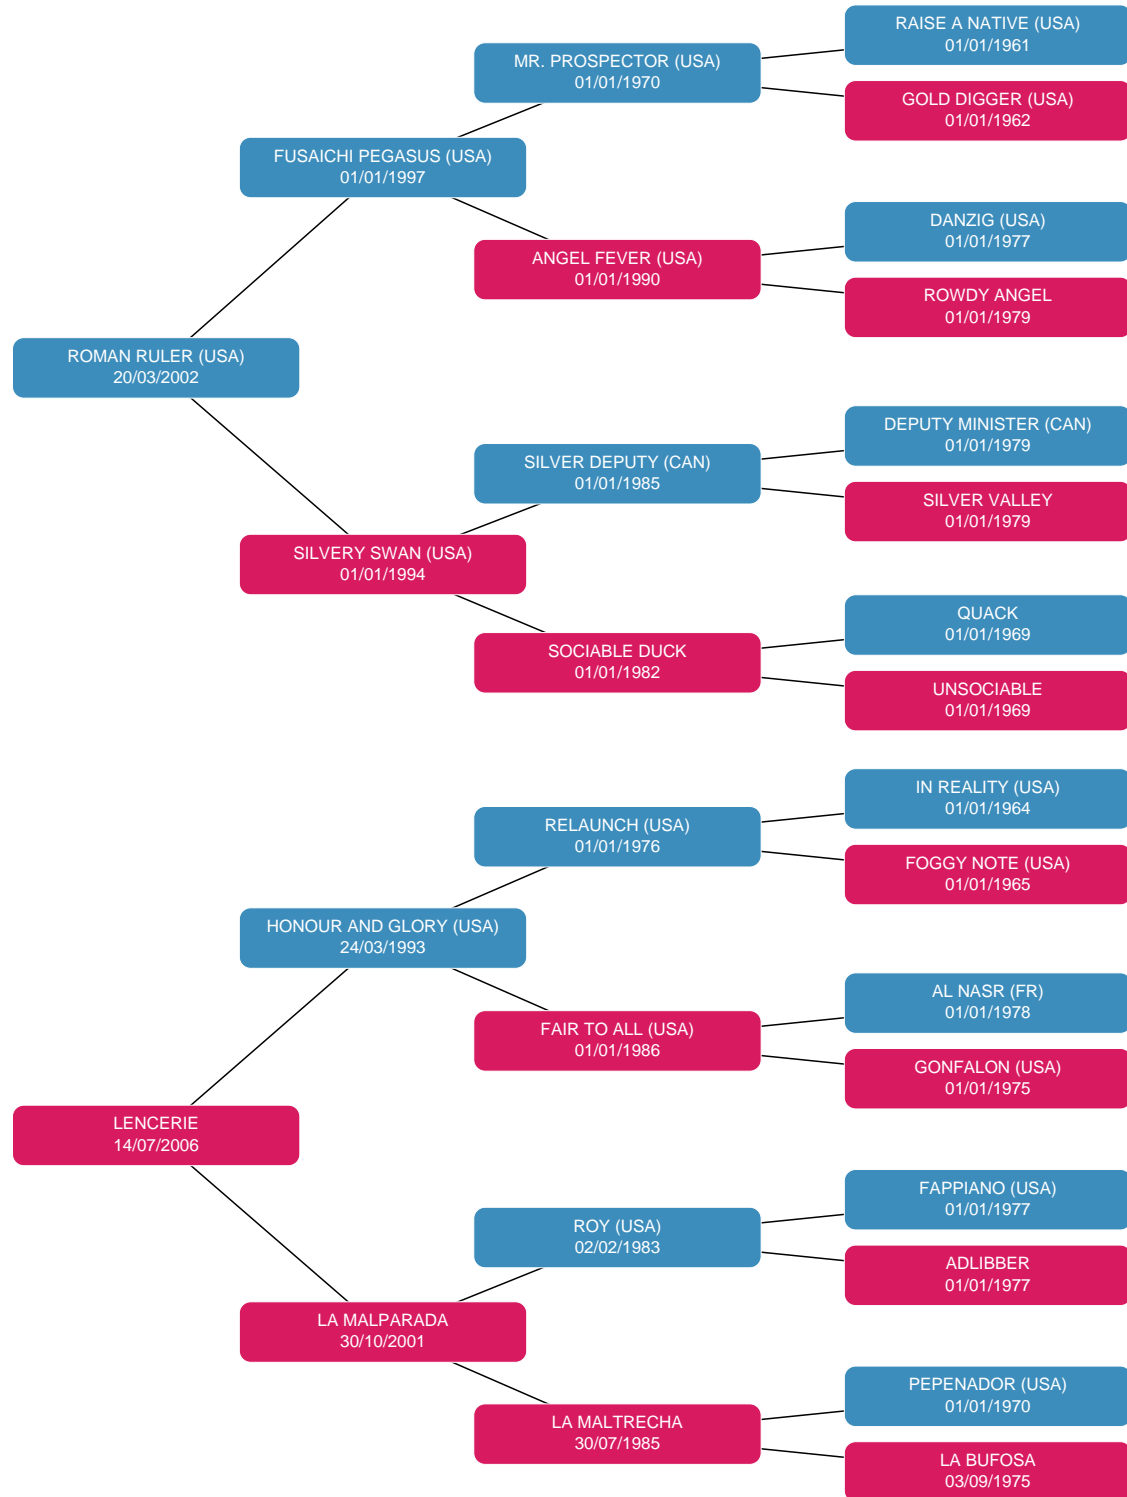 RAISE A NATIVE (USA)
01/01/1961
MR. PROSPECTOR (USA)
01/01/1970
GOLD DIGGER (USA)
01/01/1962
FUSAICHI PEGASUS (USA)
01/01/1997
DANZIG (USA)
01/01/1977
ANGEL FEVER (USA)
01/01/1990
ROWDY ANGEL
01/01/1979
ROMAN RULER (USA)
20/03/2002
DEPUTY MINISTER (CAN)
01/01/1979
SILVER DEPUTY (CAN)
01/01/1985
SILVER VALLEY
01/01/1979
SILVERY SWAN (USA)
01/01/1994
QUACK
01/01/1969
SOCIABLE DUCK
01/01/1982
UNSOCIABLE
01/01/1969
IN REALITY (USA)
01/01/1964
RELAUNCH (USA)
01/01/1976
FOGGY NOTE (USA)
01/01/1965
HONOUR AND GLORY (USA)
24/03/1993
AL NASR (FR)
01/01/1978
FAIR TO ALL (USA)
01/01/1986
GONFALON (USA)
01/01/1975
LENCERIE
14/07/2006
FAPPIANO (USA)
01/01/1977
ROY (USA)
02/02/1983
ADLIBBER
01/01/1977
LA MALPARADA
30/10/2001
PEPENADOR (USA)
01/01/1970
LA MALTRECHA
30/07/1985
LA BUFOSA
03/09/1975